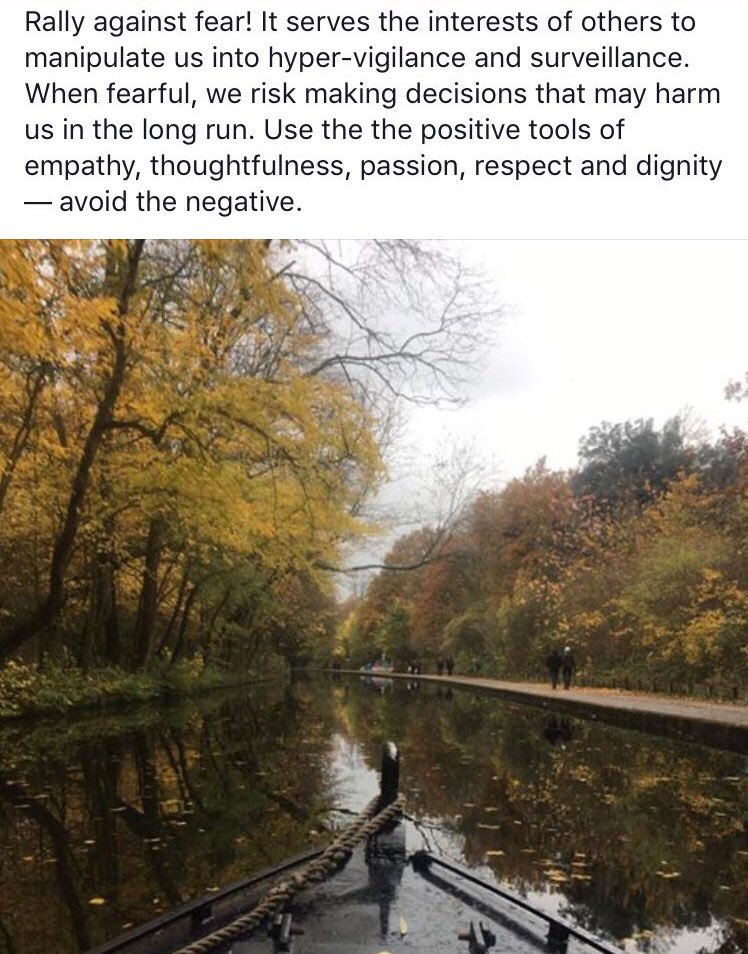 Rally against fear! It serves the interests of others to
manipulate us into hyper-vigilance and surveillance.
When fearful, we risk making decisions that may harm
us in the long run. Use the the positive tools of
empathy, thoughtfulness, passion, respect and dignity
— avoid the negative.